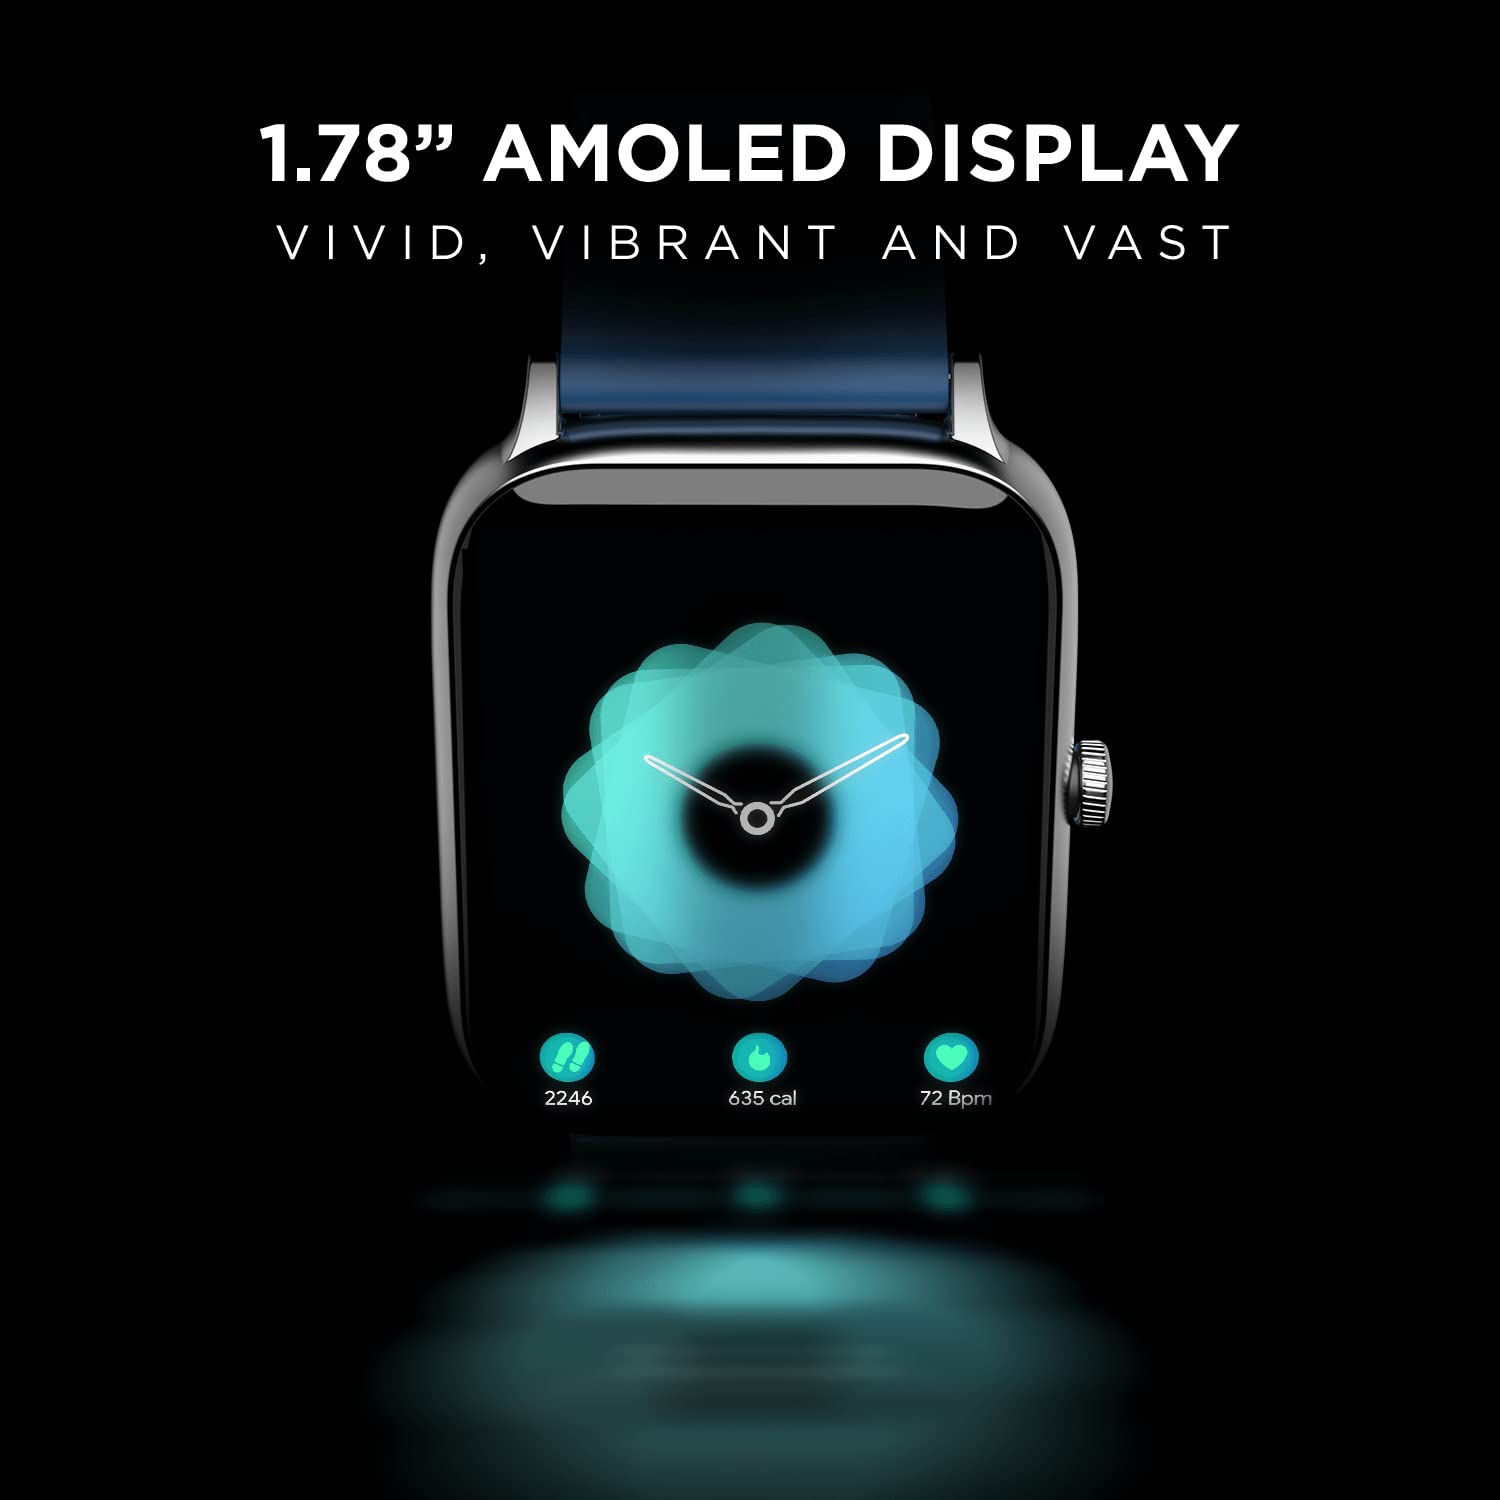 1.78” AMOLED DISPLAY
VIVID, VIBRANT AND VAST
2246
635 cal
72 Bpm